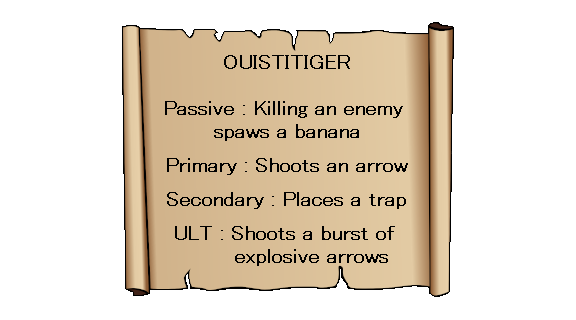 OUISTITIGER
Passive : Killing an enemy
spaws a banana
Primary : Shoots an arrow
Secondary : Places a trap
ULT : Shoots a burst of
explosive arrows